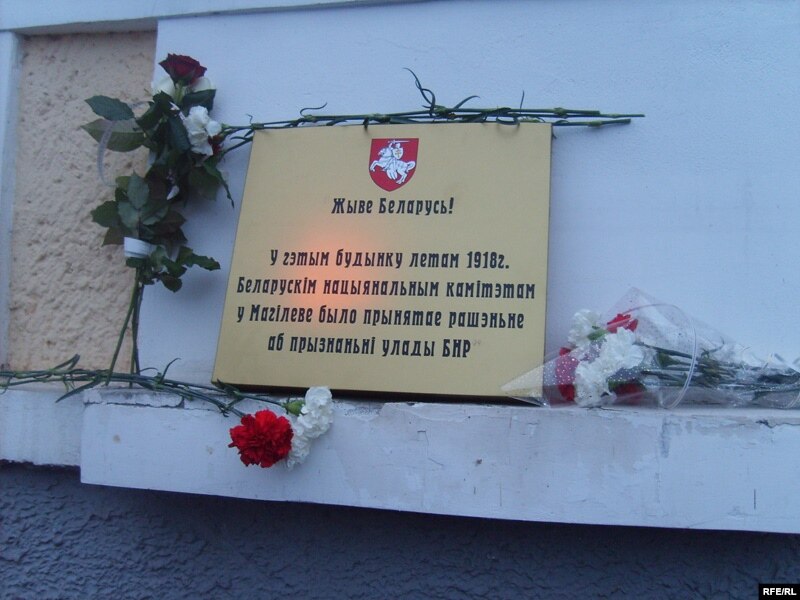 Жыве Беларусь!
У гэтым будынку летам 1918г.
Беларускім нацыянальным камітэтам
у Магілеве было прынятае рашэньне
аб прызнаньні улады БНР
RFE/RL